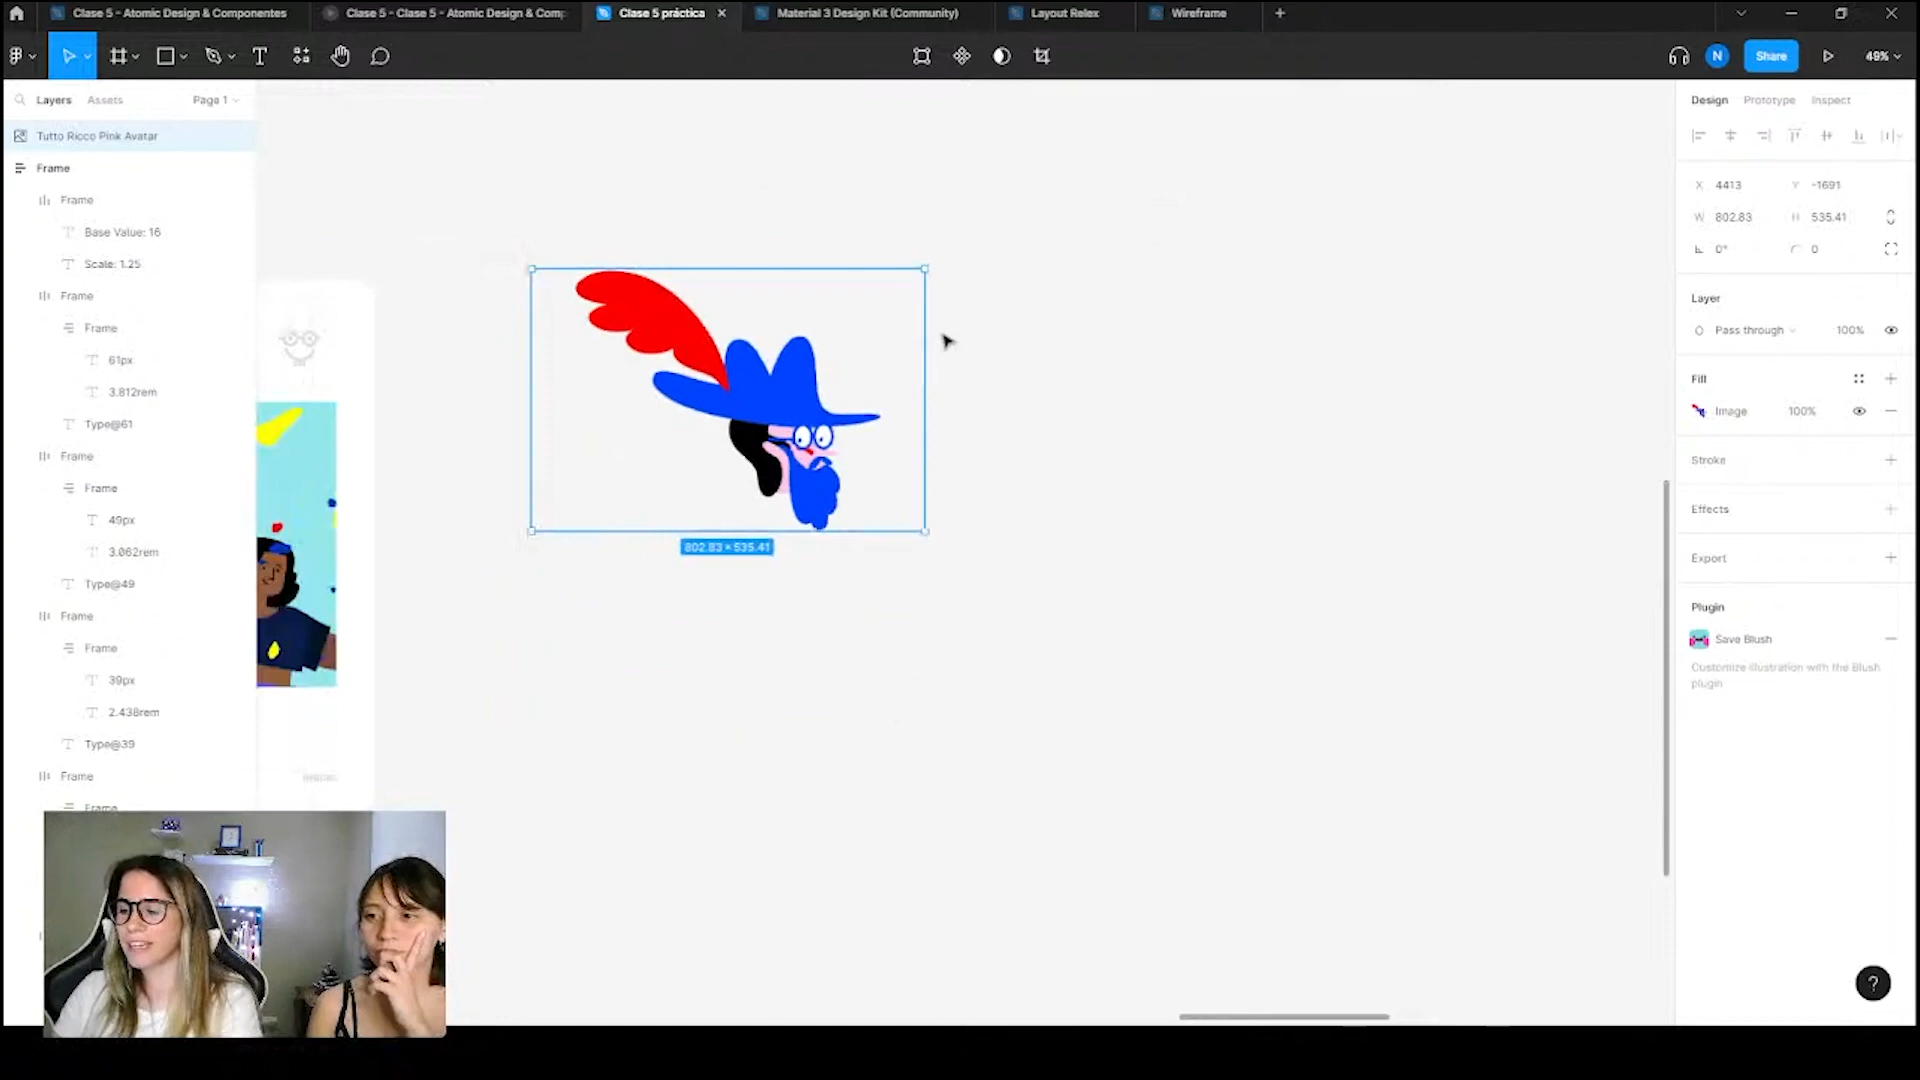 Clase 5 - Atomic Design & Componentes
Clase 5 - Clase 5 - Atomic Design & Comp
Clase 5 práctica
Material 3 Design Kit (Community)
Layout Relex
Wireframe
N
Share
49%
Layers
Assets
Page 1
Design
Prototype
Inspect
Tutto Ricco Pink Avatar
Frame
Frame
Base Value: 16
Scale: 1.25
Frame
Frame
61px
3.812rem
Type@61
Frame
Frame
49px
3.062rem
Type@49
Frame
Frame
39px
2.438rem
Type@39
Frame
Frame
802.83 × 535.41
X 4413
Y -1691
W 802.83
H 535.41
0°
0
Layer
Pass through
100%
Fill
Image
100%
Stroke
Effects
Export
Plugin
Save Blush
Customize illustration with the Blush
plugin
?